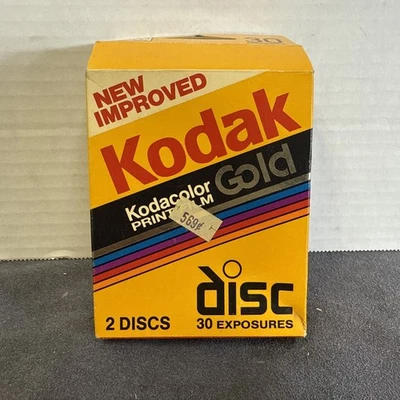 30
NEW
IMPROVED
Kodak
Gold
Kodacolor
PRINT FILM
569¢
disc
2 DISCS
30 EXPOSURES